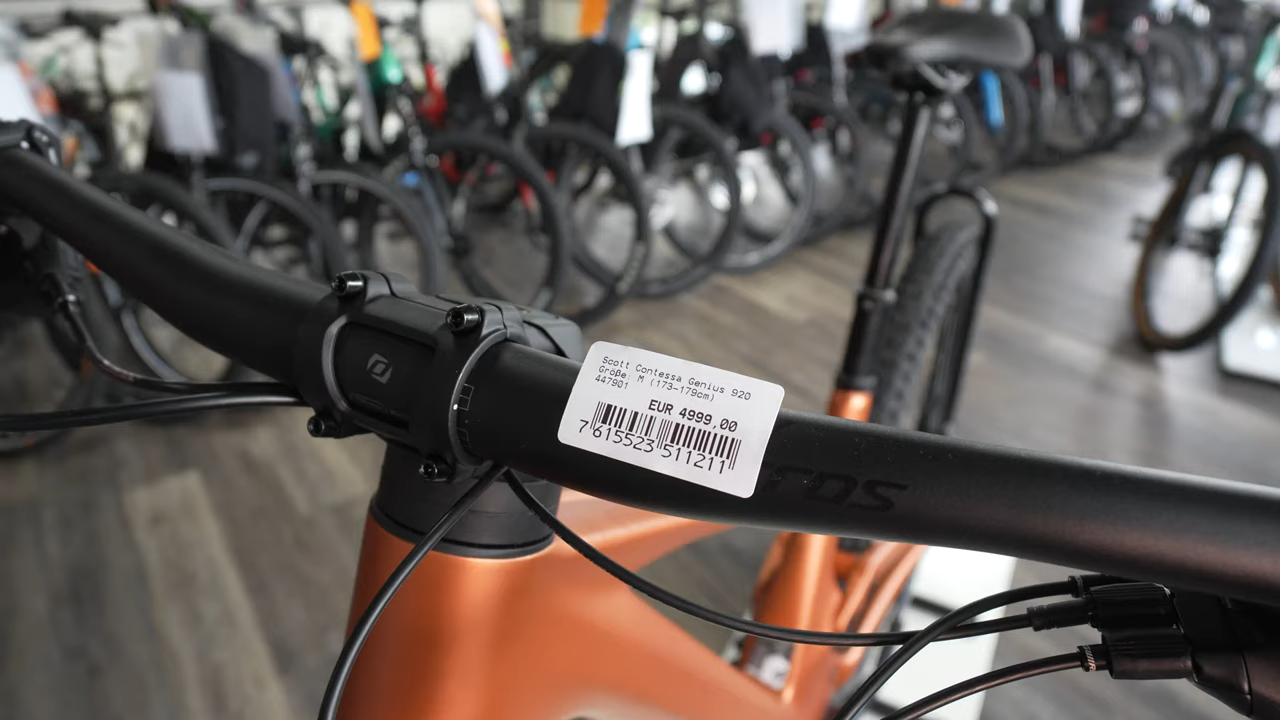 Scott Contessa Genius 920
Größe: M (173-179cm)
447901
EUR 4999,00
7 615523 511211